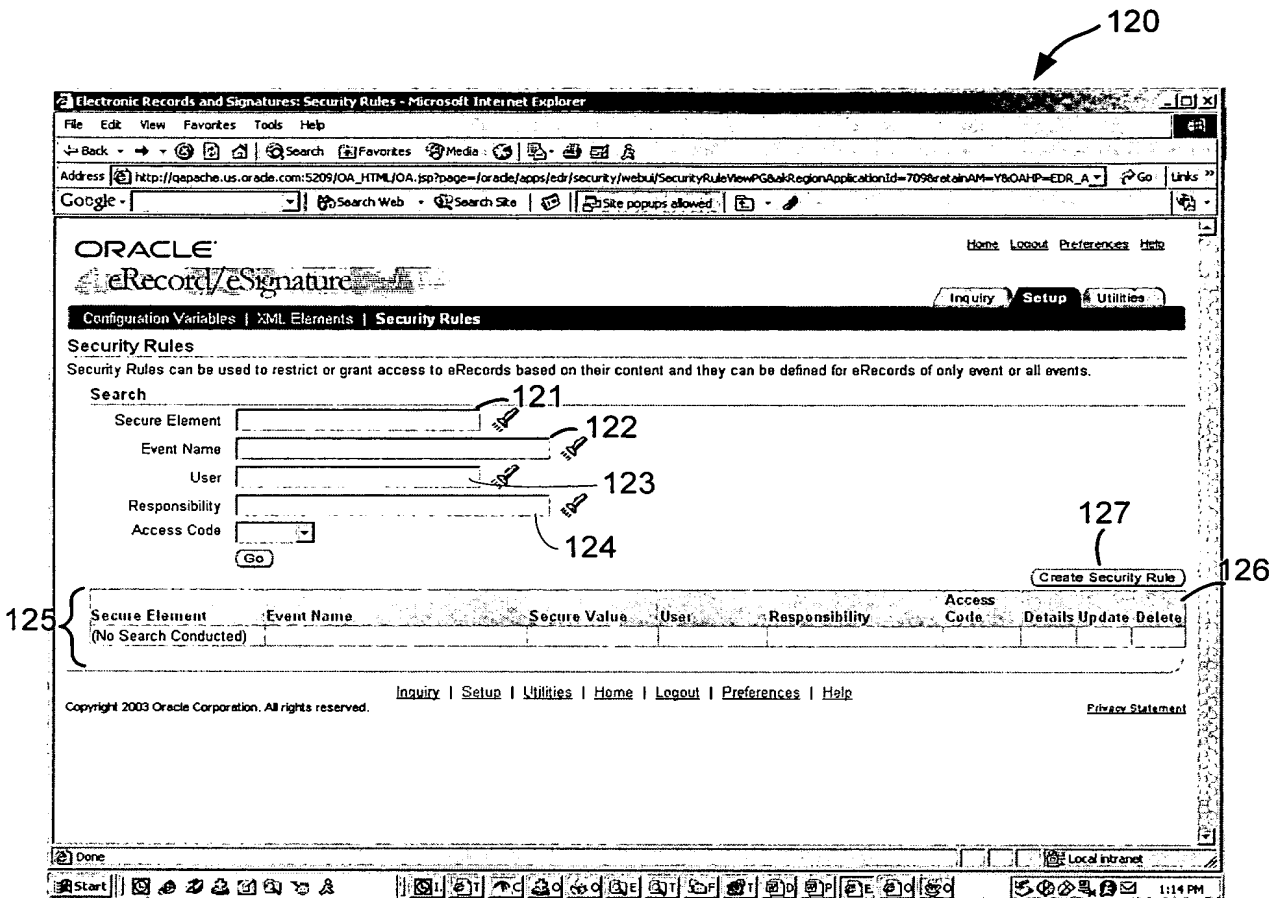 120
Electronic Records and Signatures: Security Rules - Microsoft Internet Explorer
File Edit View Favorites Tools Help
Back Search Favorites Media
Address http://qapache.us.oracle.com:5209/OA_HTML/OA.jsp?page=/oracle/apps/edr/security/webui/SecurityRuleViewPG&akRegionApplicationId=709&retainAM=Y&OAHP=EDR_A Go Links »
Google - Search Web Search Site Site popups allowed
ORACLE
Home Logout Preferences Help
eRecord/eSignature
Inquiry Setup Utilities
Configuration Variables | XML Elements | Security Rules
Security Rules
Security Rules can be used to restrict or grant access to eRecords based on their content and they can be defined for eRecords of only event or all events.
Search
121
Secure Element
122
Event Name
User
123
Responsibility
Access Code
124
127
Go
Create Security Rule
126
125
Secure Element Event Name Secure Value User Responsibility Access Code Details Update Delete
(No Search Conducted)
Inquiry | Setup | Utilities | Home | Logout | Preferences | Help
Copyright 2003 Oracle Corporation. All rights reserved.
Privacy Statement
Done
Local intranet
Start
1:14 PM